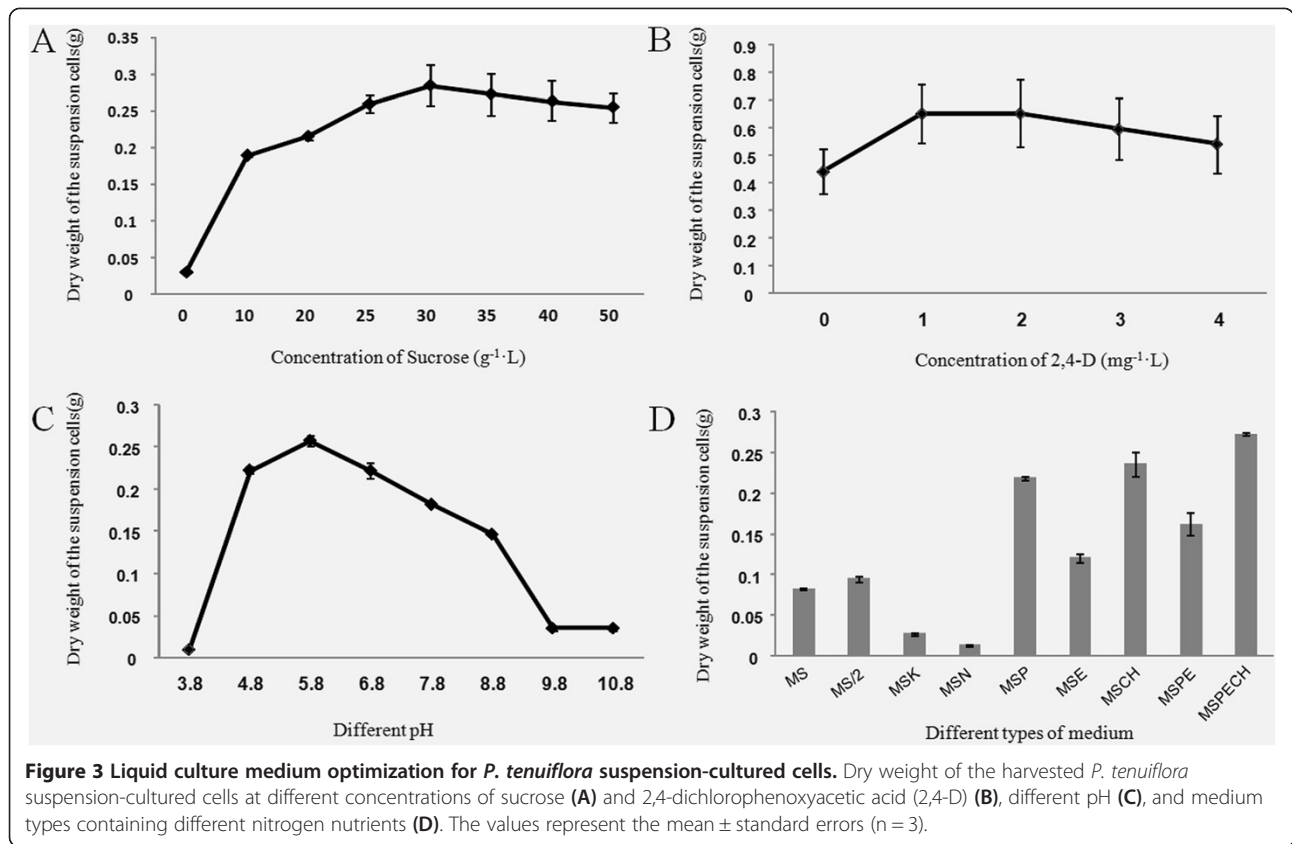 A
Dry weight of the suspension cells(g)
0.35
0.3
0.25
0.2
0.15
0.1
0.05
0
0 10 20 25 30 35 40 50
Concentration of Sucrose (g⁻¹·L)
B
Dry weight of the suspension cells(g)
0.9
0.8
0.7
0.6
0.5
0.4
0.3
0.2
0.1
0
0 1 2 3 4
Concentration of 2,4-D (mg⁻¹·L)
C
Dry weight of the suspension cells(g)
0.3
0.25
0.2
0.15
0.1
0.05
0
3.8 4.8 5.8 6.8 7.8 8.8 9.8 10.8
Different pH
D
Dry weight of the suspension cells(g)
0.3
0.25
0.2
0.15
0.1
0.05
0
MS MS/2 MSK MSN MSP MSE MSCH MSPE MSPECH
Different types of medium
Figure 3 Liquid culture medium optimization for P. tenuiflora suspension-cultured cells. Dry weight of the harvested P. tenuiflora
suspension-cultured cells at different concentrations of sucrose (A) and 2,4-dichlorophenoxyacetic acid (2,4-D) (B), different pH (C), and medium
types containing different nitrogen nutrients (D). The values represent the mean ± standard errors (n = 3).